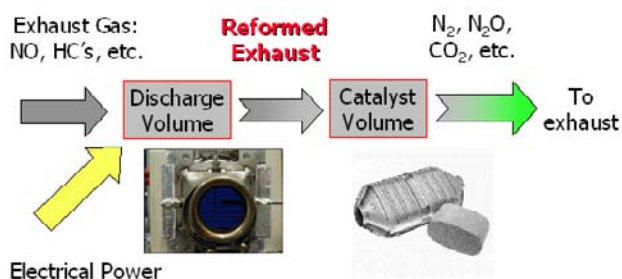 Exhaust Gas:
NO, HC's, etc.
Reformed
Exhaust
N₂, N₂O,
CO₂, etc.
Discharge
Volume
Catalyst
Volume
To
exhaust
Electrical Power